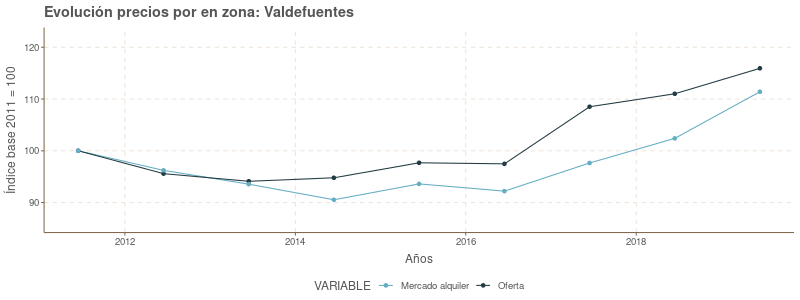 Evolución precios por en zona: Valdefuentes
Índice base 2011 = 100
120
110
100
90
2012
2014
2016
2018
Años
VARIABLE
Mercado alquiler
Oferta